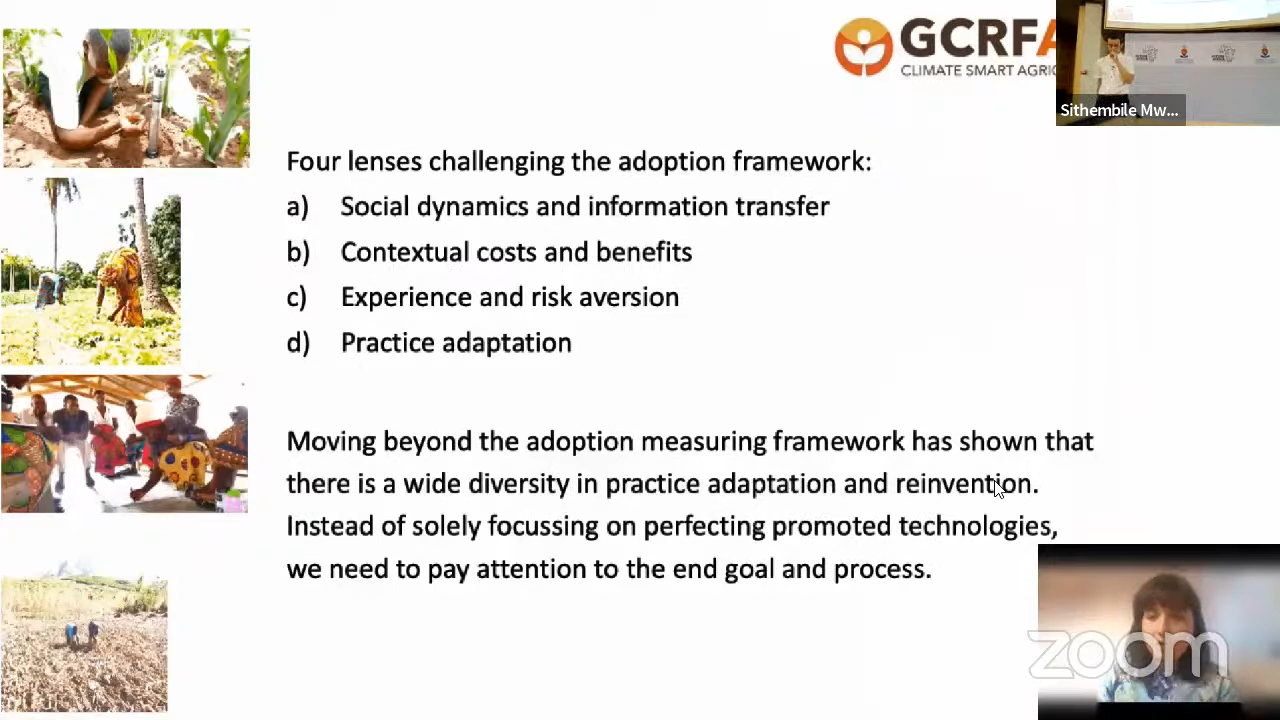 GCRFA
CLIMATE SMART AGRIC
Sithembile Mw...
Four lenses challenging the adoption framework:
a) Social dynamics and information transfer
b) Contextual costs and benefits
c) Experience and risk aversion
d) Practice adaptation
Moving beyond the adoption measuring framework has shown that
there is a wide diversity in practice adaptation and reinvention.
Instead of solely focussing on perfecting promoted technologies,
we need to pay attention to the end goal and process.
zoom